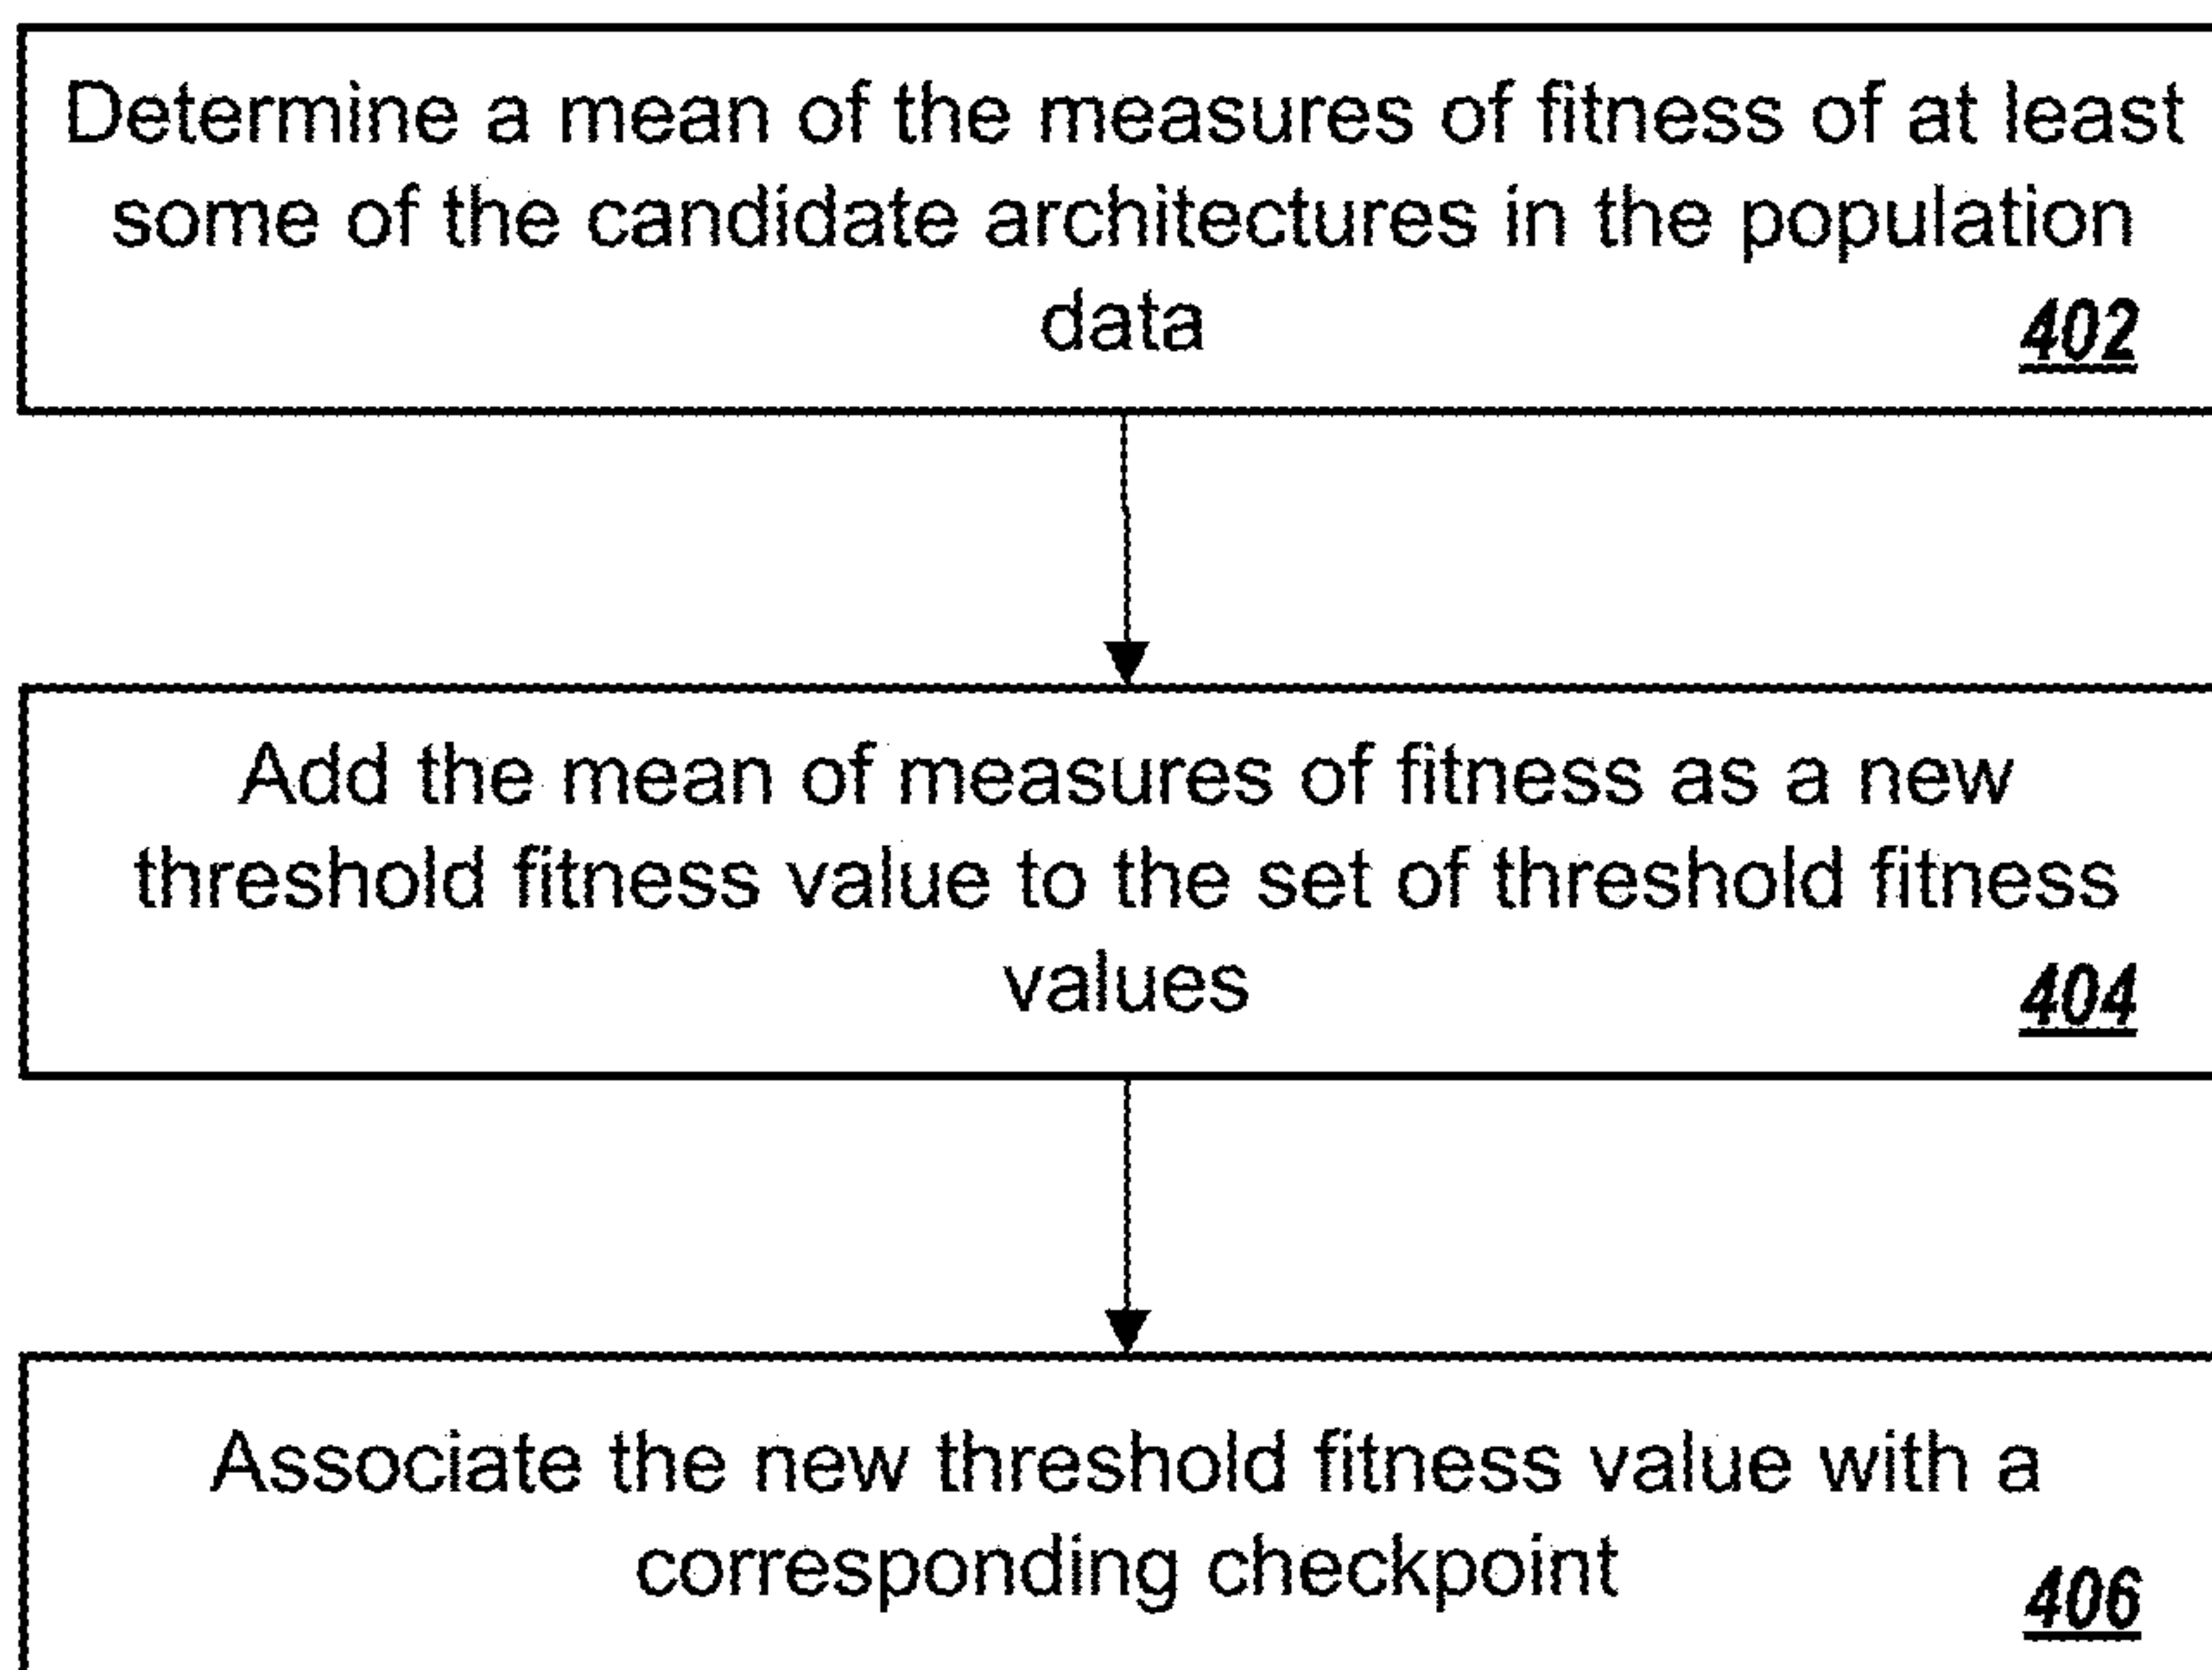 Determine a mean of the measures of fitness of at least
some of the candidate architectures in the population
data
402
Add the mean of measures of fitness as a new
threshold fitness value to the set of threshold fitness
values
404
Associate the new threshold fitness value with a
corresponding checkpoint
406